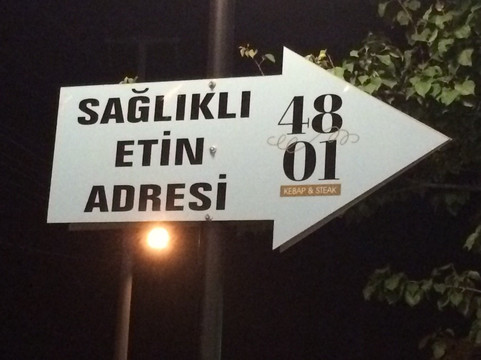 SAĞLIKLI
ETİN
ADRESİ
48
01
KEBAP & STEAK